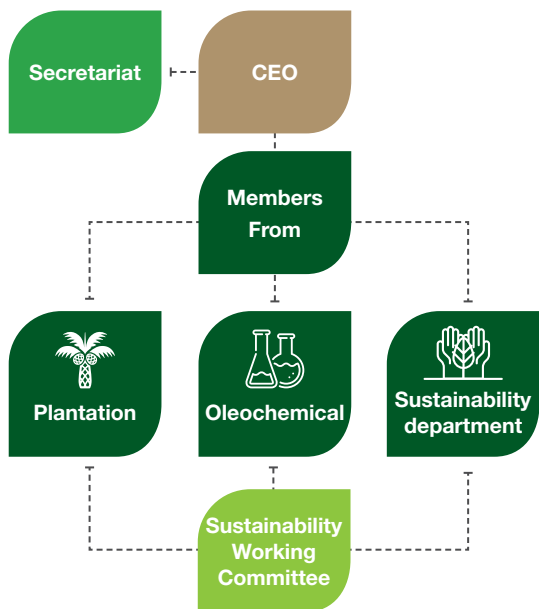 Secretariat
CEO
Members
From
Plantation
Oleochemical
Sustainability
department
Sustainability
Working
Committee